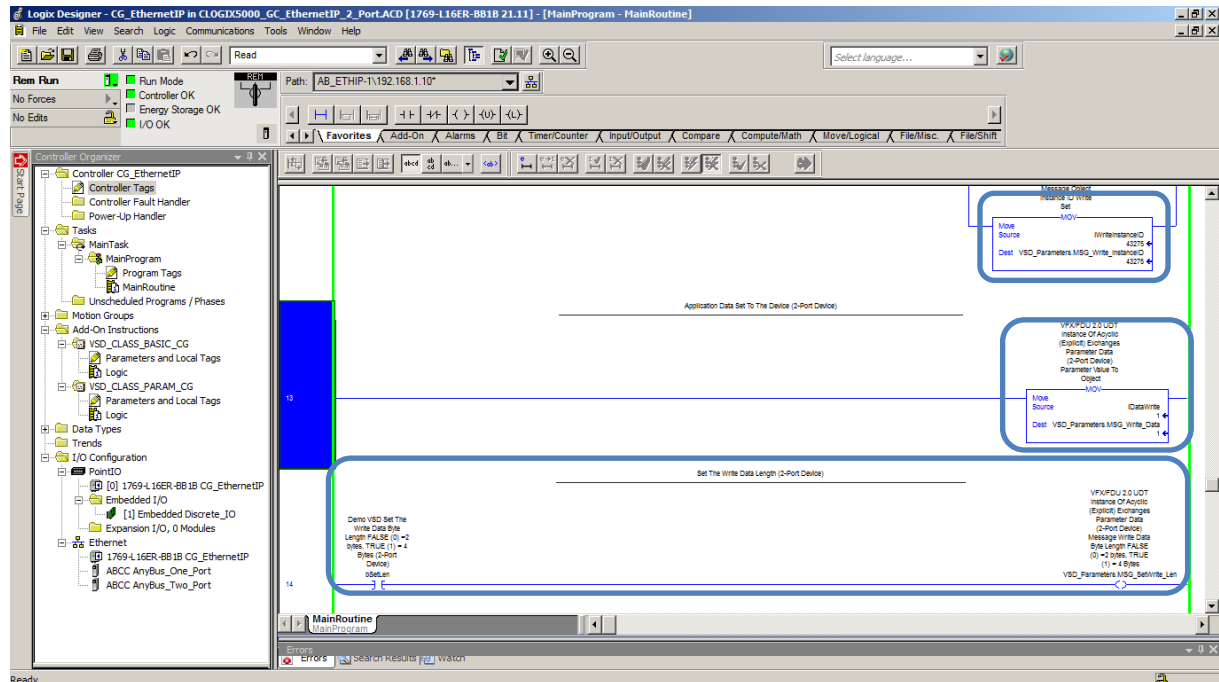 Logix Designer - CG_EthernetIP in CLOGIX5000_GC_EthernetIP_2_Port.ACD [1769-L16ER-BB1B 21.11] - [MainProgram - MainRoutine]
File Edit View Search Logic Communications Tools Window Help
Read
Select language...
Rem Run
Run Mode
REM
No Forces
Controller OK
Energy Storage OK
No Edits
I/O OK
Path: AB_ETHIP-1\192.168.1.10*
Favorites Add-On Alarms Bit Timer/Counter Input/Output Compare Compute/Math Move/Logical File/Misc. File/Shift
Start Page
Controller Organizer
Controller CG_EthernetIP
Controller Tags
Controller Fault Handler
Power-Up Handler
Tasks
MainTask
MainProgram
Program Tags
MainRoutine
Unscheduled Programs / Phases
Motion Groups
Add-On Instructions
VSD_CLASS_BASIC_CG
Parameters and Local Tags
Logic
VSD_CLASS_PARAM_CG
Parameters and Local Tags
Logic
Data Types
Trends
I/O Configuration
PointIO
[0] 1769-L16ER-BB1B CG_EthernetIP
Embedded I/O
[1] Embedded Discrete_IO
Expansion I/O, 0 Modules
Ethernet
1769-L16ER-BB1B CG_EthernetIP
ABCC AnyBus_One_Port
ABCC AnyBus_Two_Port
Message Object
Instance ID Write
Set
MOV
Move
Source IWriteInstanceID
43275
Dest VSD_Parameters.MSG_Write_InstanceID
43275
Application Data Set To The Device (2-Port Device)
VFX/FDU 2.0 UDT
Instance Of Acyclic
(Explicit) Exchanges
Parameter Data
(2-Port Device)
Parameter Value To
Object
MOV
13
Move
Source IDataWrite
1
Dest VSD_Parameters.MSG_Write_Data
1
Set The Write Data Length (2-Port Device)
Demo VSD Set The
Write Data Byte
Length FALSE (0) =2
bytes, TRUE (1) = 4
Bytes (2-Port
Device)
bSetLen
VFX/FDU 2.0 UDT
Instance Of Acyclic
(Explicit) Exchanges
Parameter Data
(2-Port Device)
Message Write Data
Byte Length FALSE
(0) =2 bytes, TRUE
(1) = 4 Bytes
VSD_Parameters.MSG_SetWrite_Len
14
MainRoutine
MainProgram
Errors
Errors Search Results Watch
Ready